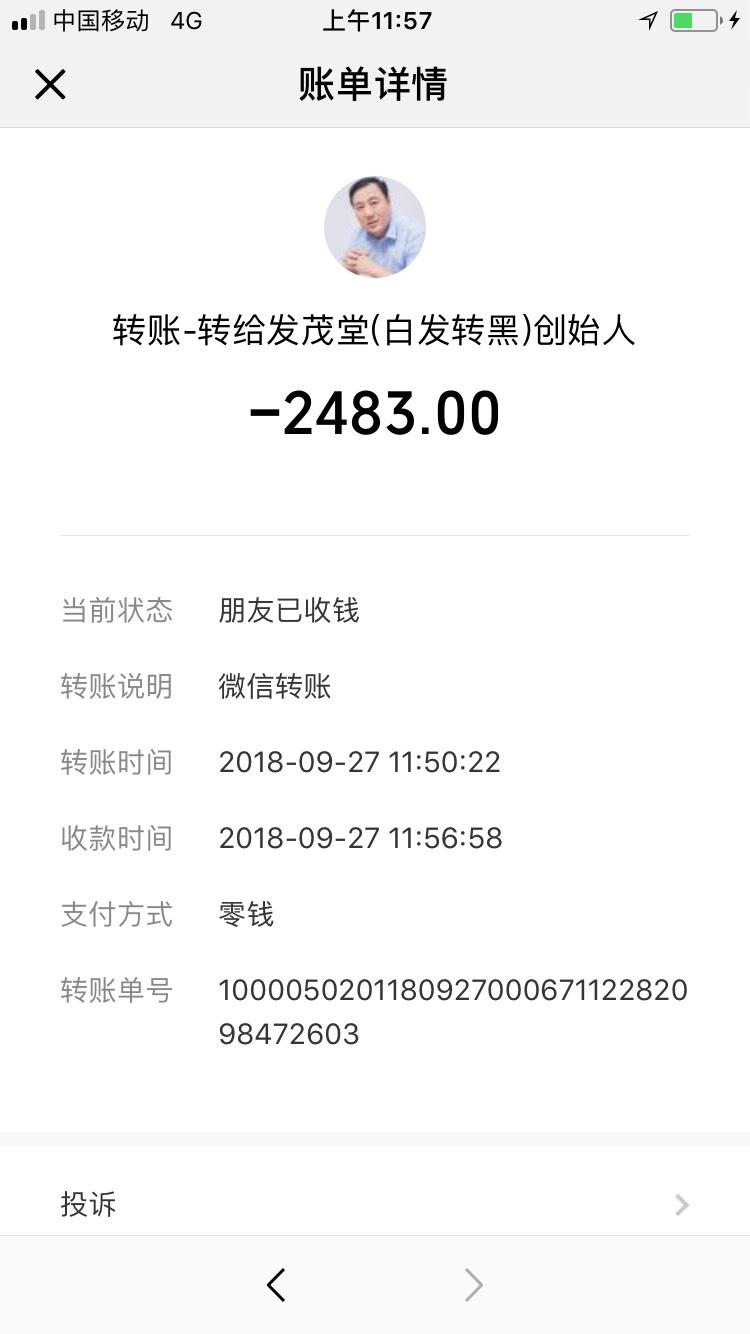 中国移动 4G 上午11:57
账单详情
转账-转给发茂堂(白发转黑)创始人
-2483.00
当前状态 朋友已收钱
转账说明 微信转账
转账时间 2018-09-27 11:50:22
收款时间 2018-09-27 11:56:58
支付方式 零钱
转账单号 1000050201180927000671122820
98472603
投诉